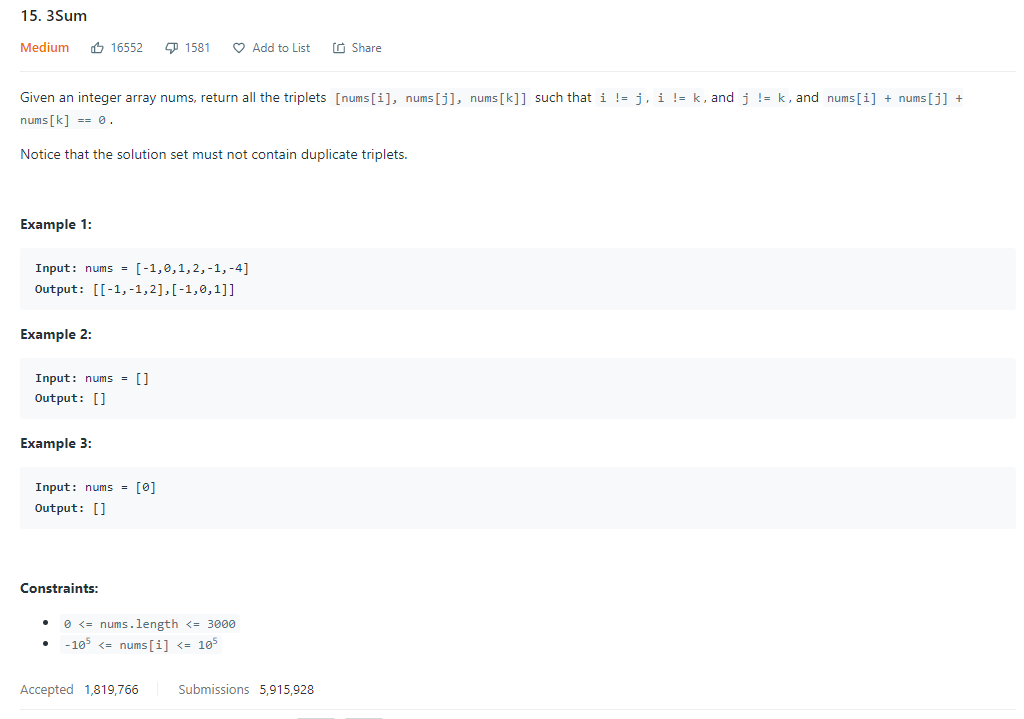 15. 3Sum
Medium 16552 1581 Add to List Share
Given an integer array nums, return all the triplets [nums[i], nums[j], nums[k]] such that i != j, i != k, and j != k, and nums[i] + nums[j] +
nums[k] == 0.
Notice that the solution set must not contain duplicate triplets.
Example 1:
Input: nums = [-1,0,1,2,-1,-4]
Output: [[-1,-1,2],[-1,0,1]]
Example 2:
Input: nums = []
Output: []
Example 3:
Input: nums = [0]
Output: []
Constraints:
• 0 <= nums.length <= 3000
• -10⁵ <= nums[i] <= 10⁵
Accepted 1,819,766 Submissions 5,915,928